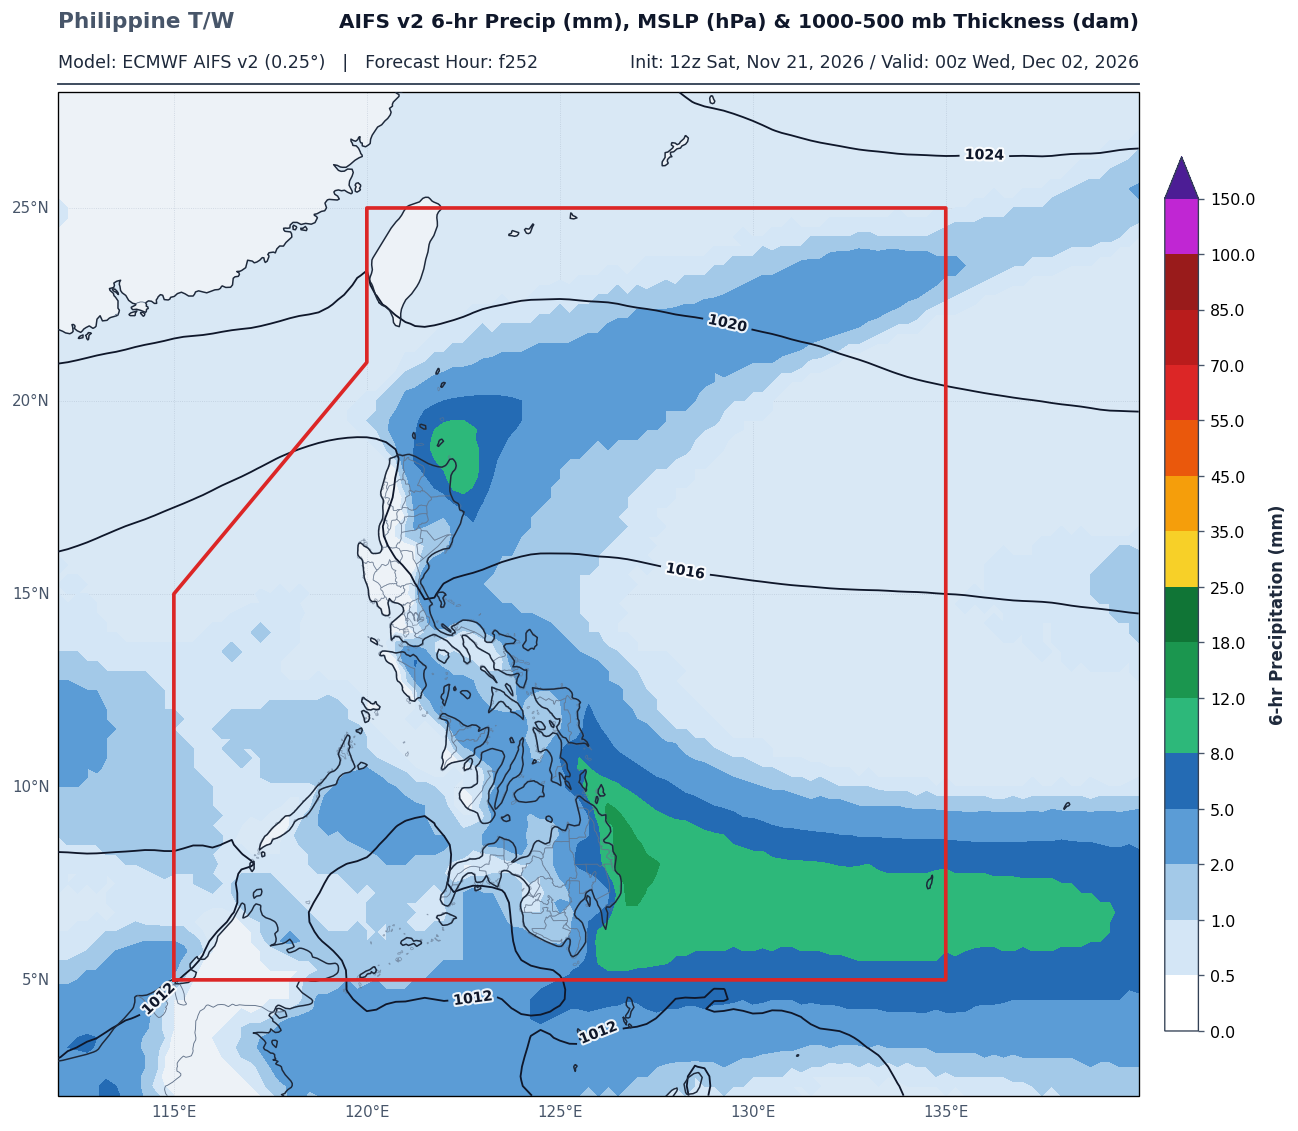 Philippine T/W
AIFS v2 6-hr Precip (mm), MSLP (hPa) & 1000-500 mb Thickness (dam)
Model: ECMWF AIFS v2 (0.25°) | Forecast Hour: f252
Init: 12z Sat, Nov 21, 2026 / Valid: 00z Wed, Dec 02, 2026
1024
1020
1016
1012
1012
1012
25°N
20°N
15°N
10°N
5°N
115°E
120°E
125°E
130°E
135°E
150.0
100.0
85.0
70.0
55.0
45.0
35.0
25.0
18.0
12.0
8.0
5.0
2.0
1.0
0.5
0.0
6-hr Precipitation (mm)